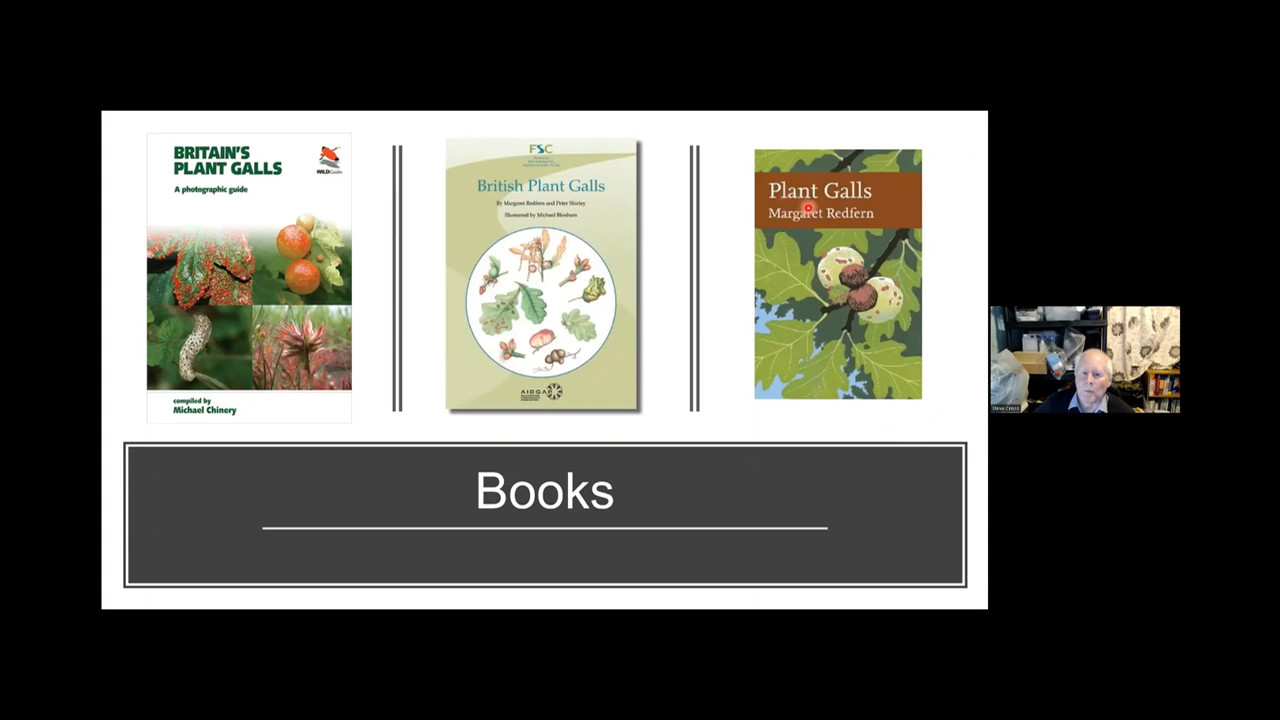 BRITAIN'S
PLANT GALLS
A photographic guide
WILDGuides
compiled by
Michael Chinery
FSC
British Plant Galls
By Margaret Redfern and Peter Shirley
Illustrated by Michael Bloxham
AIDGAP
Plant Galls
Margaret Redfern
Books